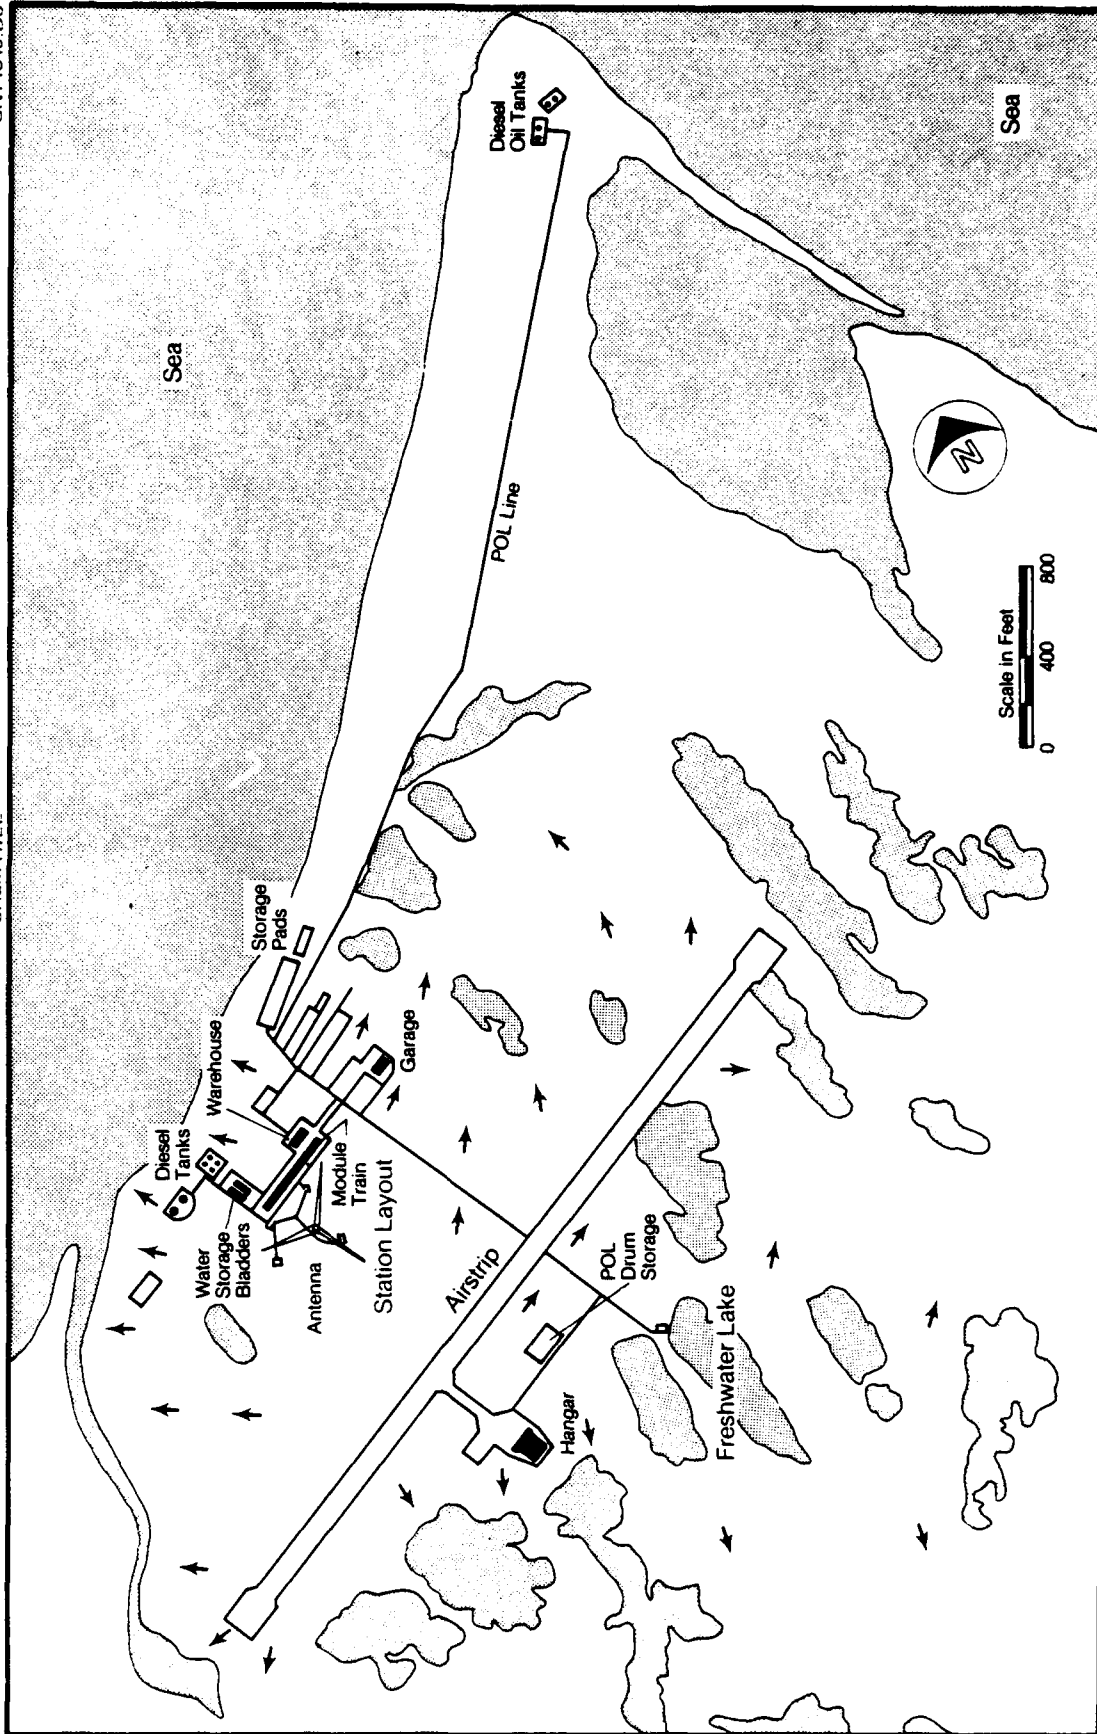 Sea
Diesel
Oil Tanks
Sea
POL Line
N
Scale in Feet
0 400 800
Storage
Pads
Warehouse
Garage
Diesel
Tanks
Water
Storage
Bladders
Module
Train
Antenna
Station Layout
Airstrip
POL
Drum
Storage
Hangar
Freshwater Lake